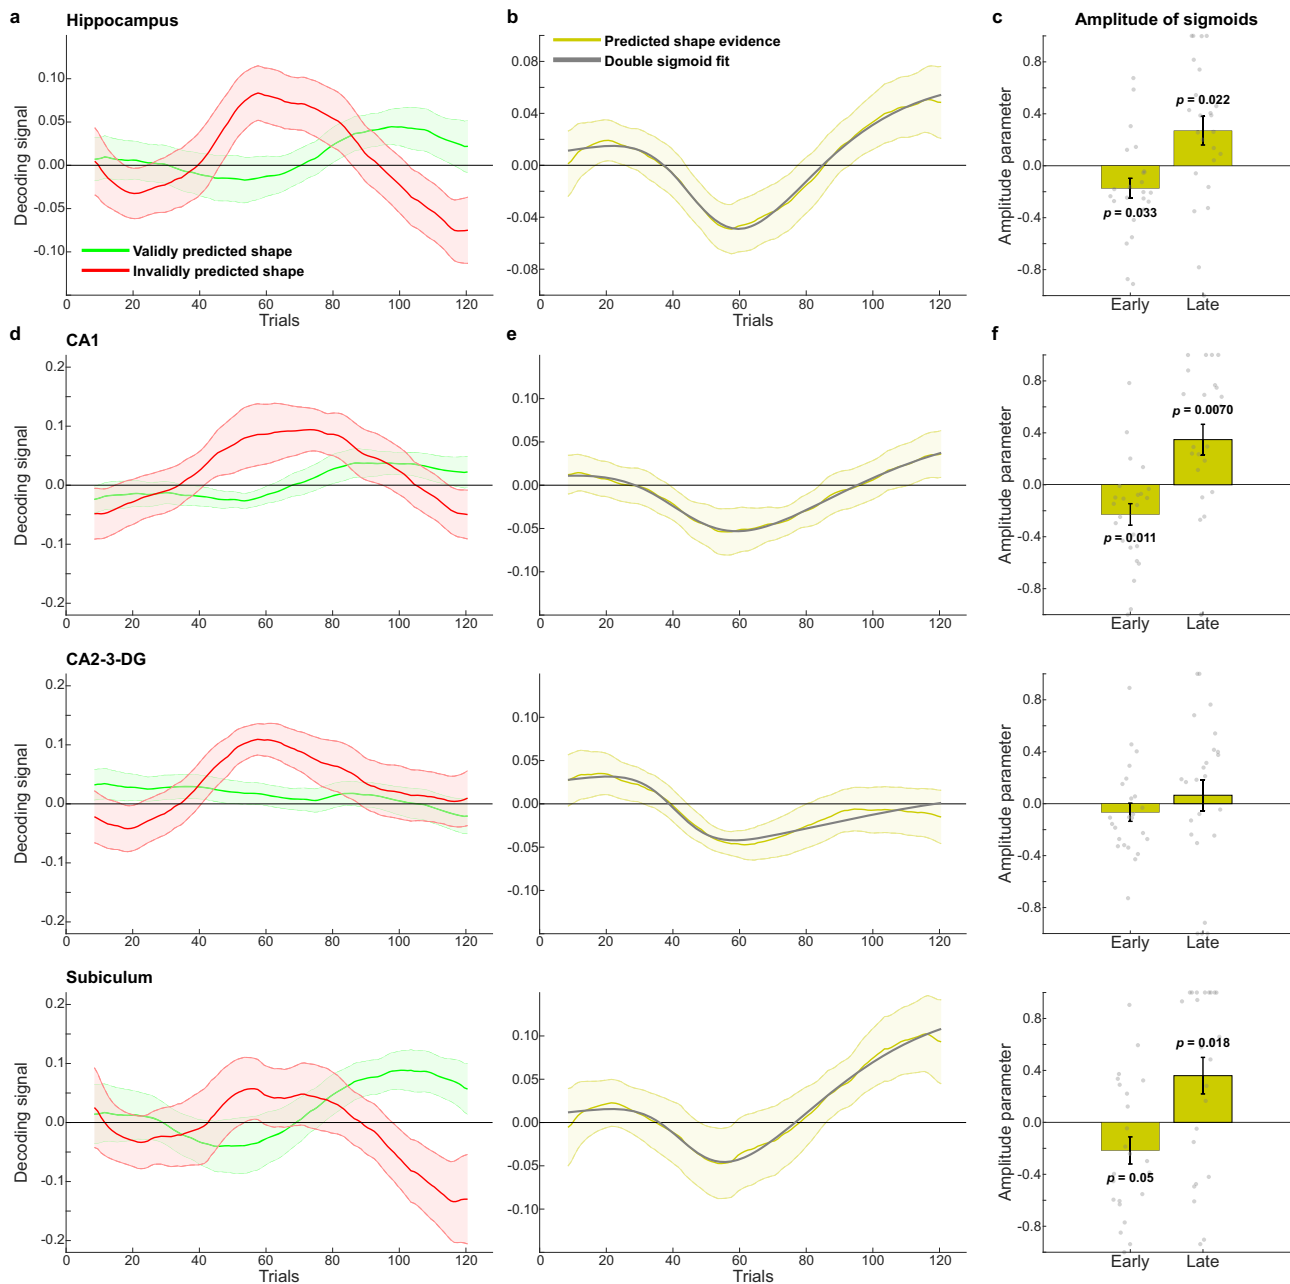 a Hippocampus b c Amplitude of sigmoids
Decoding signal
0.10
0.05
0.00
-0.05
-0.10
Validly predicted shape
Invalidly predicted shape
0 20 40 60 80 100 120
Trials
Predicted shape evidence
Double sigmoid fit
0.08
0.04
0.00
-0.04
-0.08
0 20 40 60 80 100 120
Trials
Amplitude parameter
0.8
0.4
0.0
-0.4
-0.8
p = 0.022
p = 0.033
Early Late
d CA1 e f
Decoding signal
0.2
0.1
0.0
-0.1
-0.2
0 20 40 60 80 100 120
0.10
0.05
0.00
-0.05
-0.10
0 20 40 60 80 100 120
Amplitude parameter
0.8
0.4
0.0
-0.4
-0.8
p = 0.0070
p = 0.011
Early Late
CA2-3-DG
Decoding signal
0.2
0.1
0.0
-0.1
-0.2
0 20 40 60 80 100 120
0.10
0.05
0.00
-0.05
-0.10
0 20 40 60 80 100 120
Amplitude parameter
0.8
0.4
0.0
-0.4
-0.8
Early Late
Subiculum
Decoding signal
0.2
0.1
0.0
-0.1
-0.2
0 20 40 60 80 100 120
Trials
0.10
0.05
0.00
-0.05
-0.10
0 20 40 60 80 100 120
Trials
Amplitude parameter
0.8
0.4
0.0
-0.4
-0.8
p = 0.018
p = 0.05
Early Late